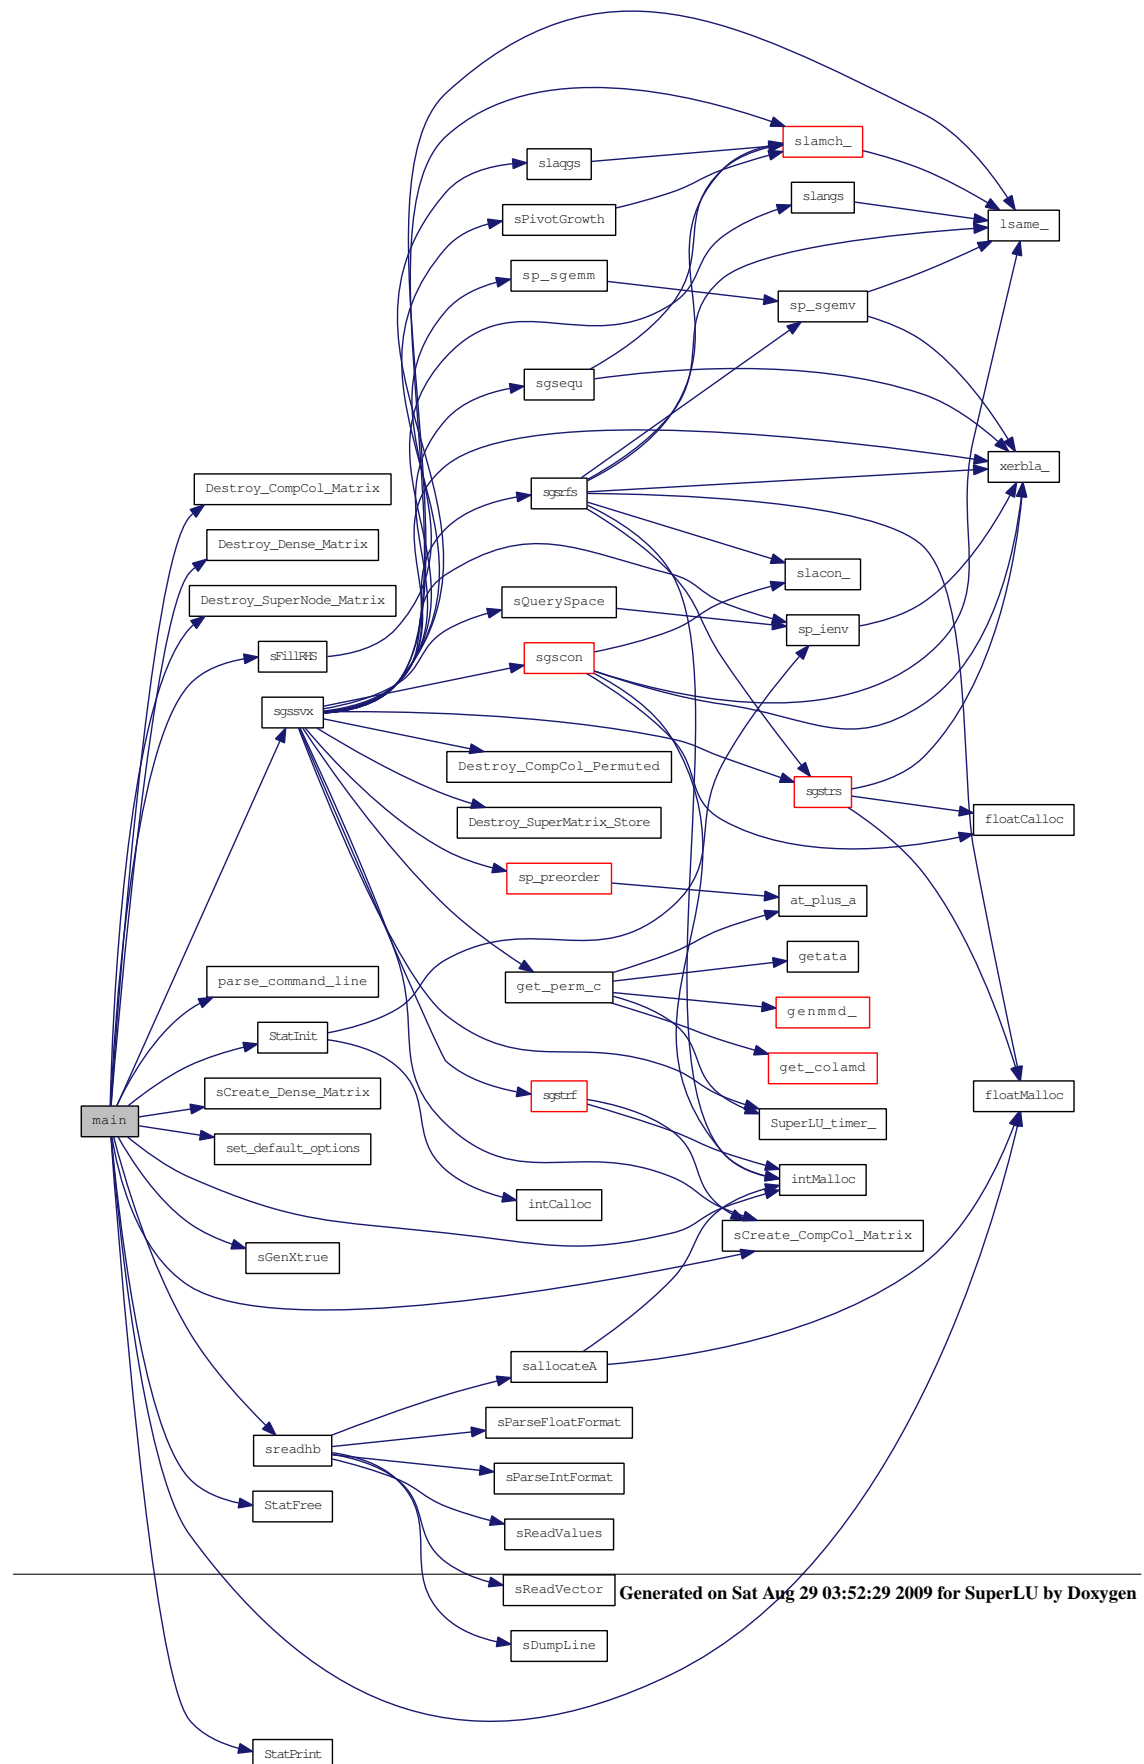 slamch_
slaqgs
slangs
sPivotGrowth
lsame_
sp_sgemm
sp_sgemv
sgsequ
xerbla_
Destroy_CompCol_Matrix
sgsrfs
Destroy_Dense_Matrix
slacon_
Destroy_SuperNode_Matrix
sQuerySpace
sp_ienv
sFillRHS
sgscon
sgssvx
Destroy_CompCol_Permuted
sgstrs
Destroy_SuperMatrix_Store
floatCalloc
sp_preorder
at_plus_a
getata
parse_command_line
get_perm_c
genmmd_
StatInit
get_colamd
sCreate_Dense_Matrix
sgstrf
floatMalloc
main
SuperLU_timer_
set_default_options
intMalloc
intCalloc
sCreate_CompCol_Matrix
sGenXtrue
sallocateA
sParseFloatFormat
sreadhb
sParseIntFormat
StatFree
sReadValues
sReadVector
Generated on Sat Aug 29 03:52:29 2009 for SuperLU by Doxygen
sDumpLine
StatPrint